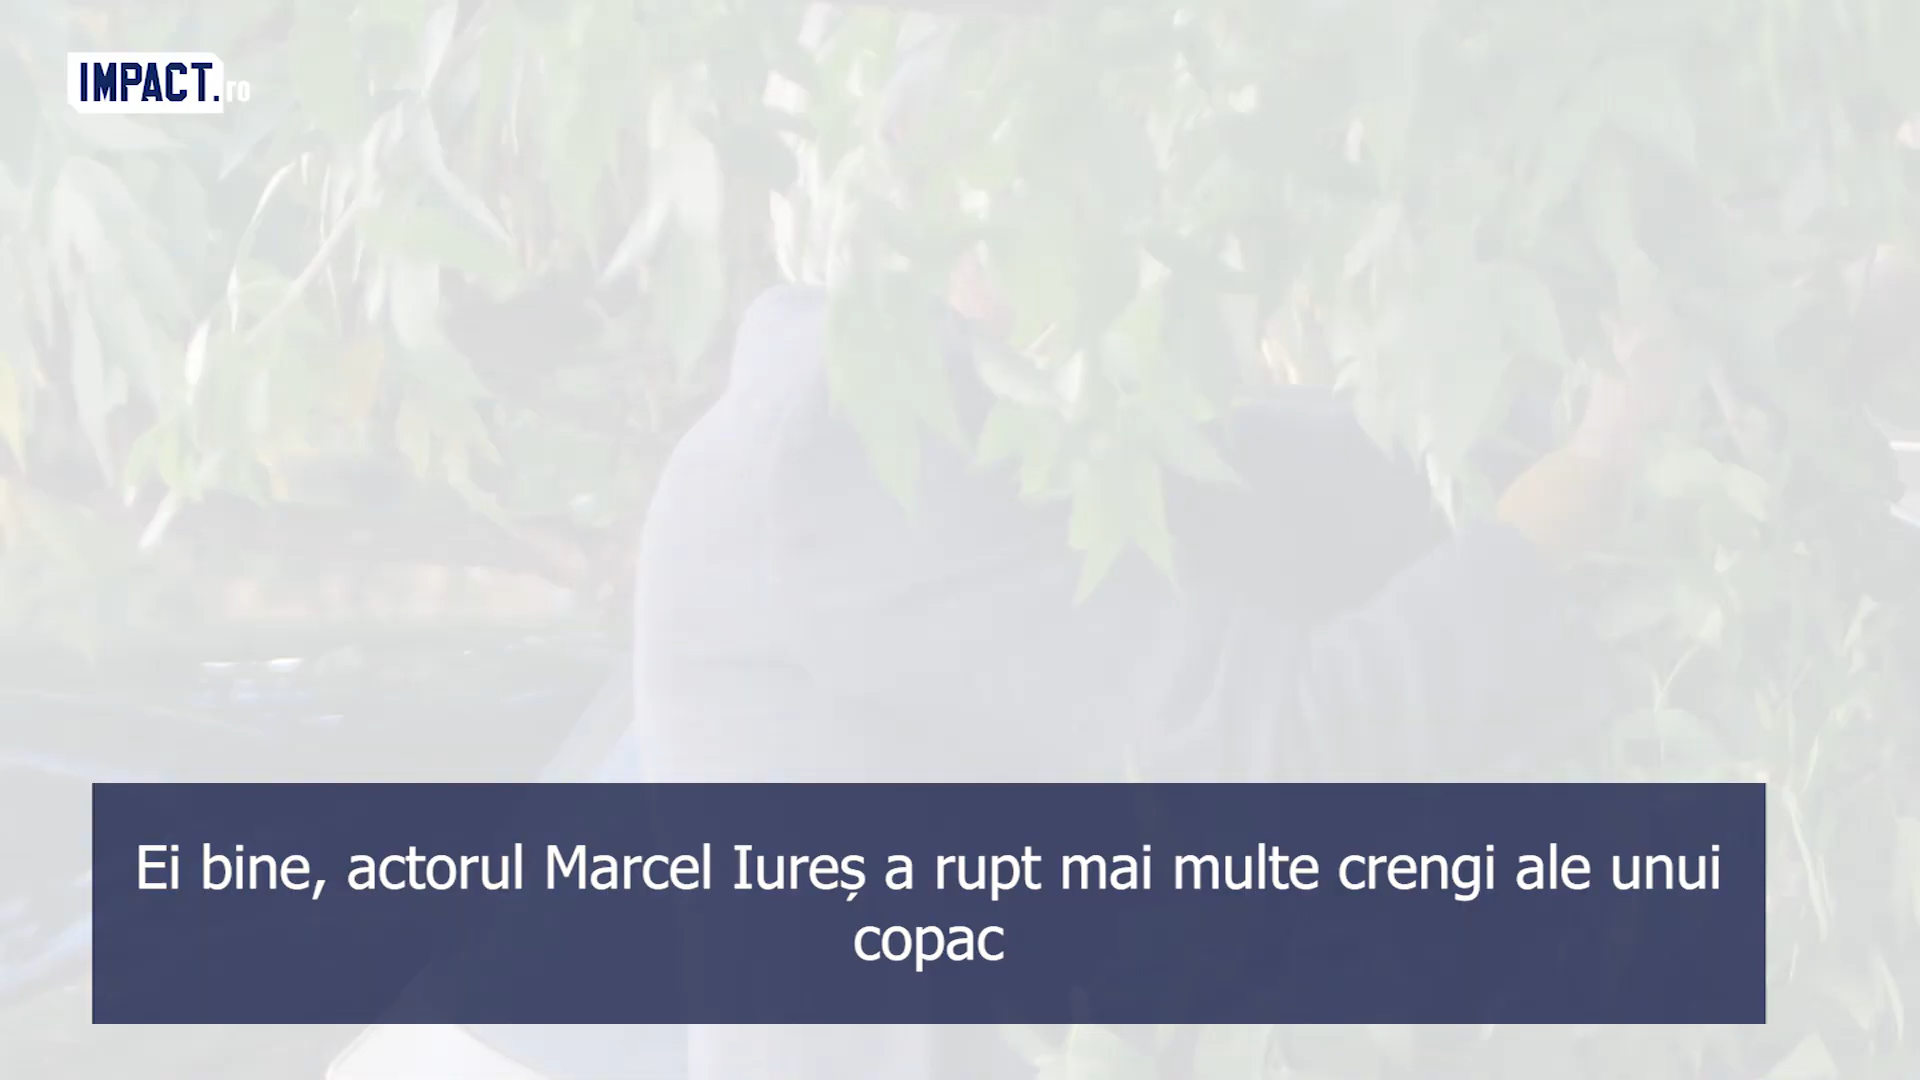 IMPACT.ro
Ei bine, actorul Marcel Iureș a rupt mai multe crengi ale unui
copac